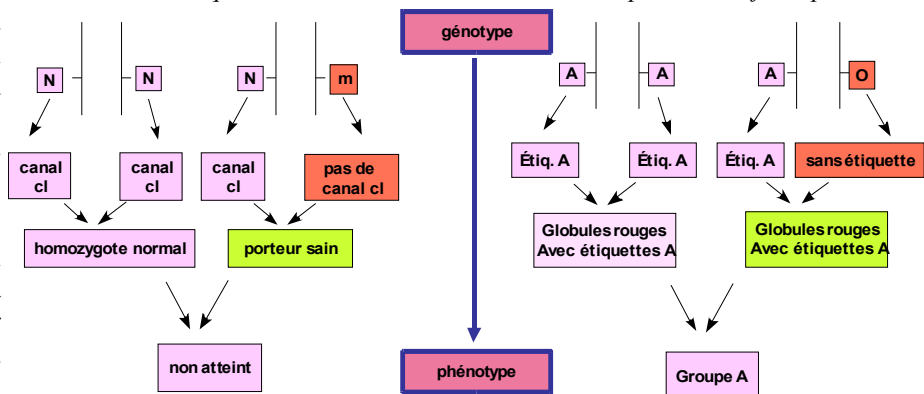 génotype
N N N m A A A O
canal
cl
canal
cl
canal
cl
pas de
canal cl
Étiq. A Étiq. A Étiq. A sans étiquette
homozygote normal porteur sain
Globules rouges
Avec étiquettes A
Globules rouges
Avec étiquettes A
non atteint phénotype Groupe A